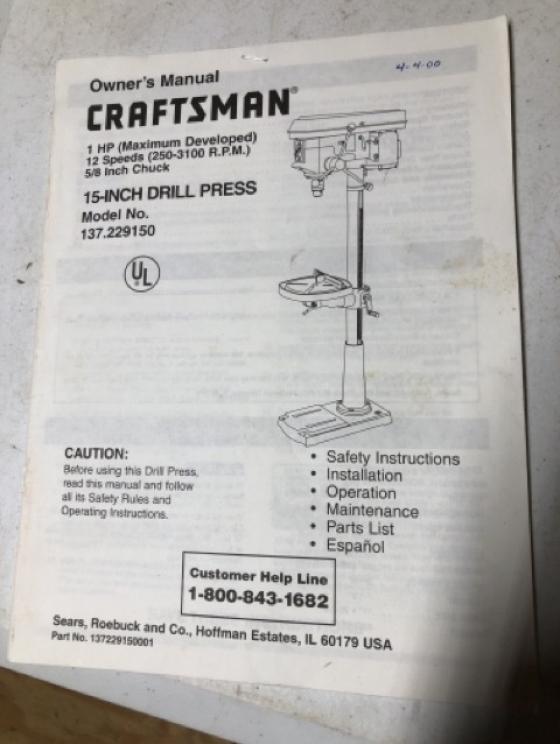 4-4-00
Owner's Manual
CRAFTSMAN®
1 HP (Maximum Developed)
12 Speeds (250-3100 R.P.M.)
5/8 Inch Chuck
15-INCH DRILL PRESS
Model No.
137.229150
UL
CAUTION:
Before using this Drill Press,
read this manual and follow
all its Safety Rules and
Operating Instructions.
• Safety Instructions
• Installation
• Operation
• Maintenance
• Parts List
• Español
Customer Help Line
1-800-843-1682
Sears, Roebuck and Co., Hoffman Estates, IL 60179 USA
Part No. 137229150001